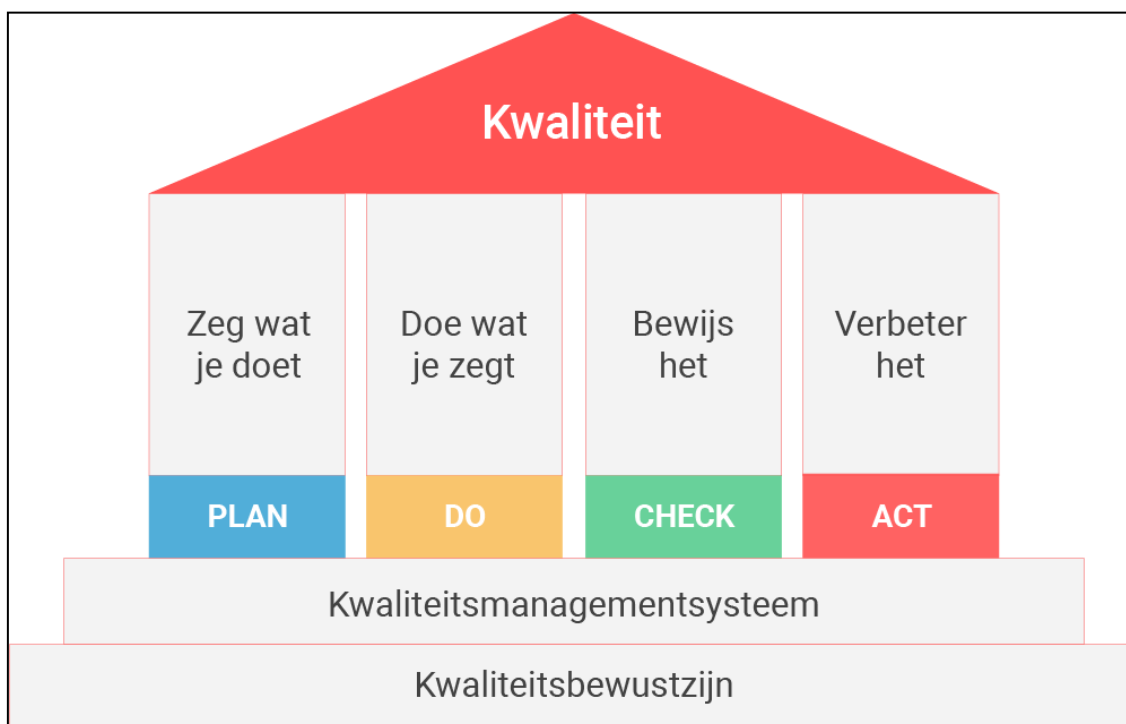 Kwaliteit
Zeg wat
je doet
Doe wat
je zegt
Bewijs
het
Verbeter
het
PLAN
DO
CHECK
ACT
Kwaliteitsmanagementsysteem
Kwaliteitsbewustzijn